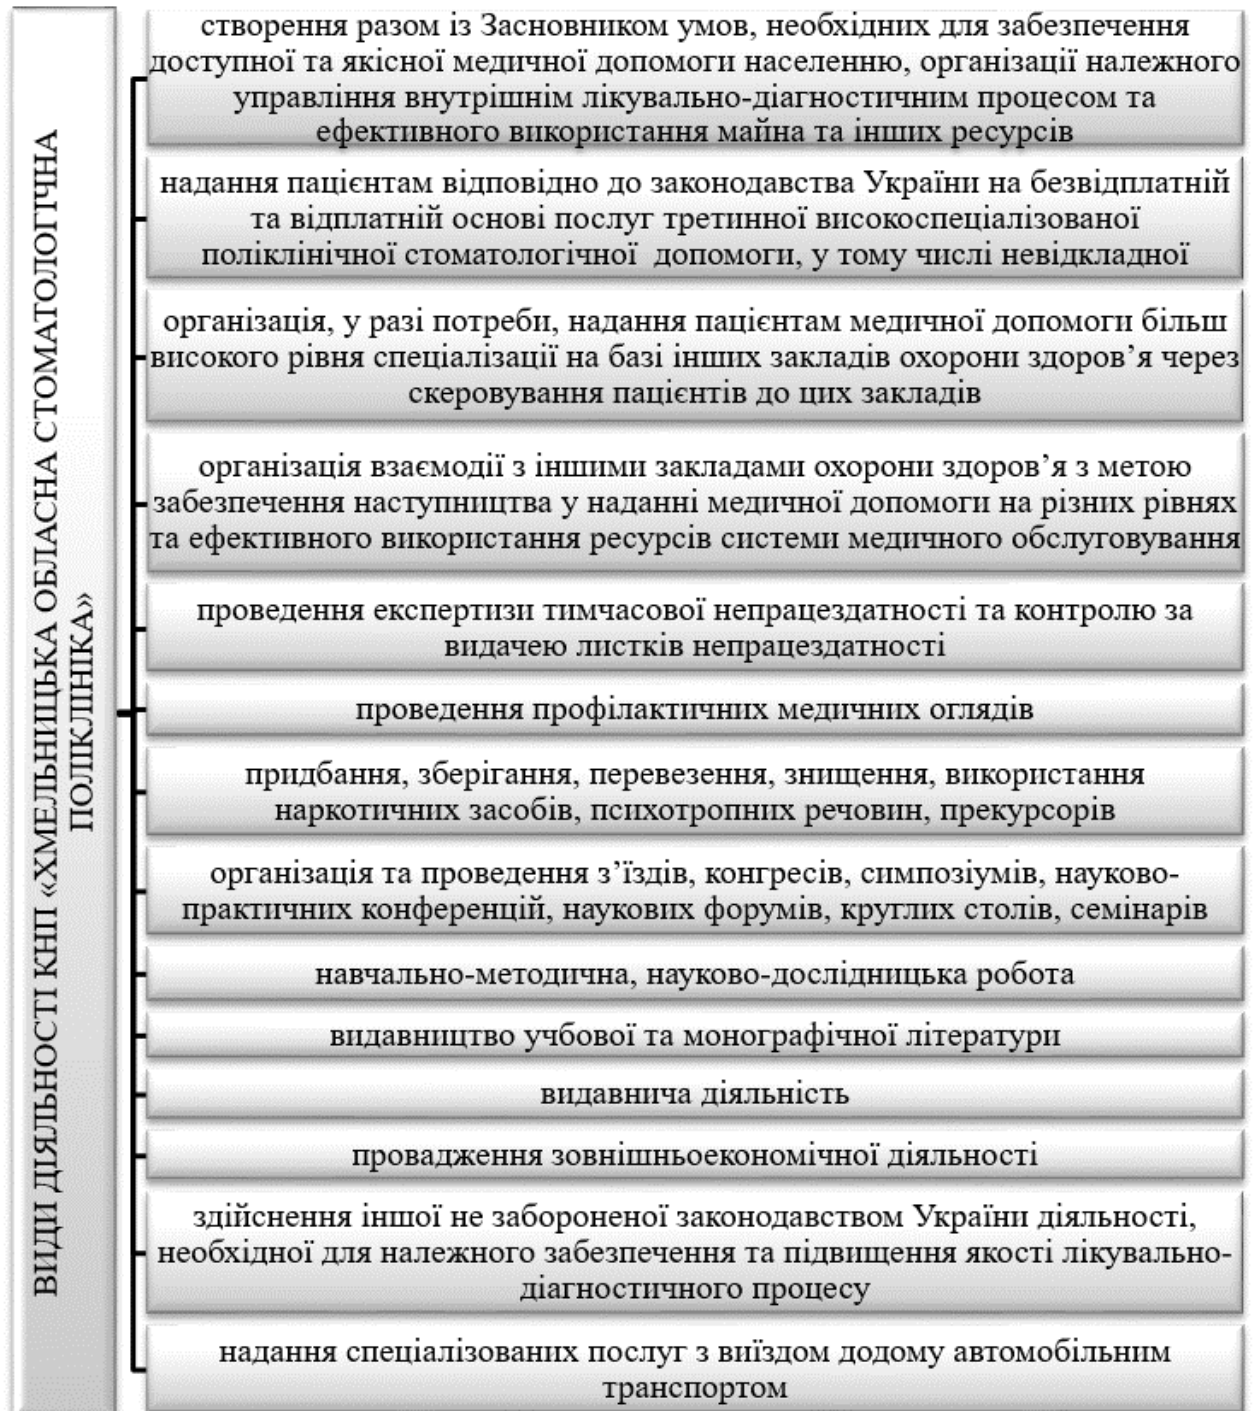 ВИДИ ДІЯЛЬНОСТІ КНП «ХМЕЛЬНИЦЬКА ОБЛАСНА СТОМАТОЛОГІЧНА
ПОЛІКЛІНІКА»
створення разом із Засновником умов, необхідних для забезпечення
доступної та якісної медичної допомоги населенню, організації належного
управління внутрішнім лікувально-діагностичним процесом та
ефективного використання майна та інших ресурсів
надання пацієнтам відповідно до законодавства України на безвідплатній
та відплатній основі послуг третинної високоспеціалізованої
поліклінічної стоматологічної допомоги, у тому числі невідкладної
організація, у разі потреби, надання пацієнтам медичної допомоги більш
високого рівня спеціалізації на базі інших закладів охорони здоров’я через
скеровування пацієнтів до цих закладів
організація взаємодії з іншими закладами охорони здоров’я з метою
забезпечення наступництва у наданні медичної допомоги на різних рівнях
та ефективного використання ресурсів системи медичного обслуговування
проведення експертизи тимчасової непрацездатності та контролю за
видачею листків непрацездатності
проведення профілактичних медичних оглядів
придбання, зберігання, перевезення, знищення, використання
наркотичних засобів, психотропних речовин, прекурсорів
організація та проведення з’їздів, конгресів, симпозіумів, науково-
практичних конференцій, наукових форумів, круглих столів, семінарів
навчально-методична, науково-дослідницька робота
видавництво учбової та монографічної літератури
видавнича діяльність
провадження зовнішньоекономічної діяльності
здійснення іншої не забороненої законодавством України діяльності,
необхідної для належного забезпечення та підвищення якості лікувально-
діагностичного процесу
надання спеціалізованих послуг з виїздом додому автомобільним
транспортом